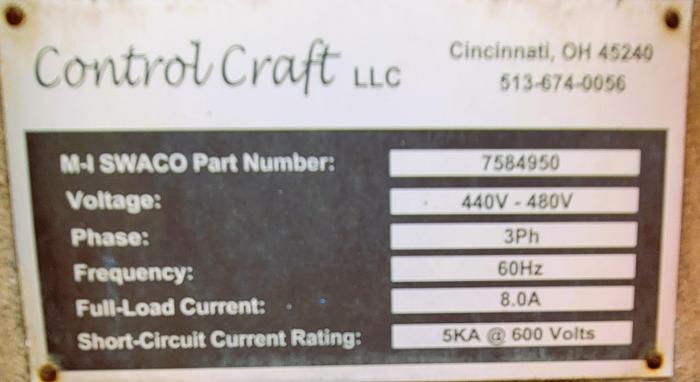 Control Craft LLC
Cincinnati, OH 45240
513-674-0056
M-I SWACO Part Number: 7584950
Voltage: 440V - 480V
Phase: 3Ph
Frequency: 60Hz
Full-Load Current: 8.0A
Short-Circuit Current Rating: 5KA @ 600 Volts